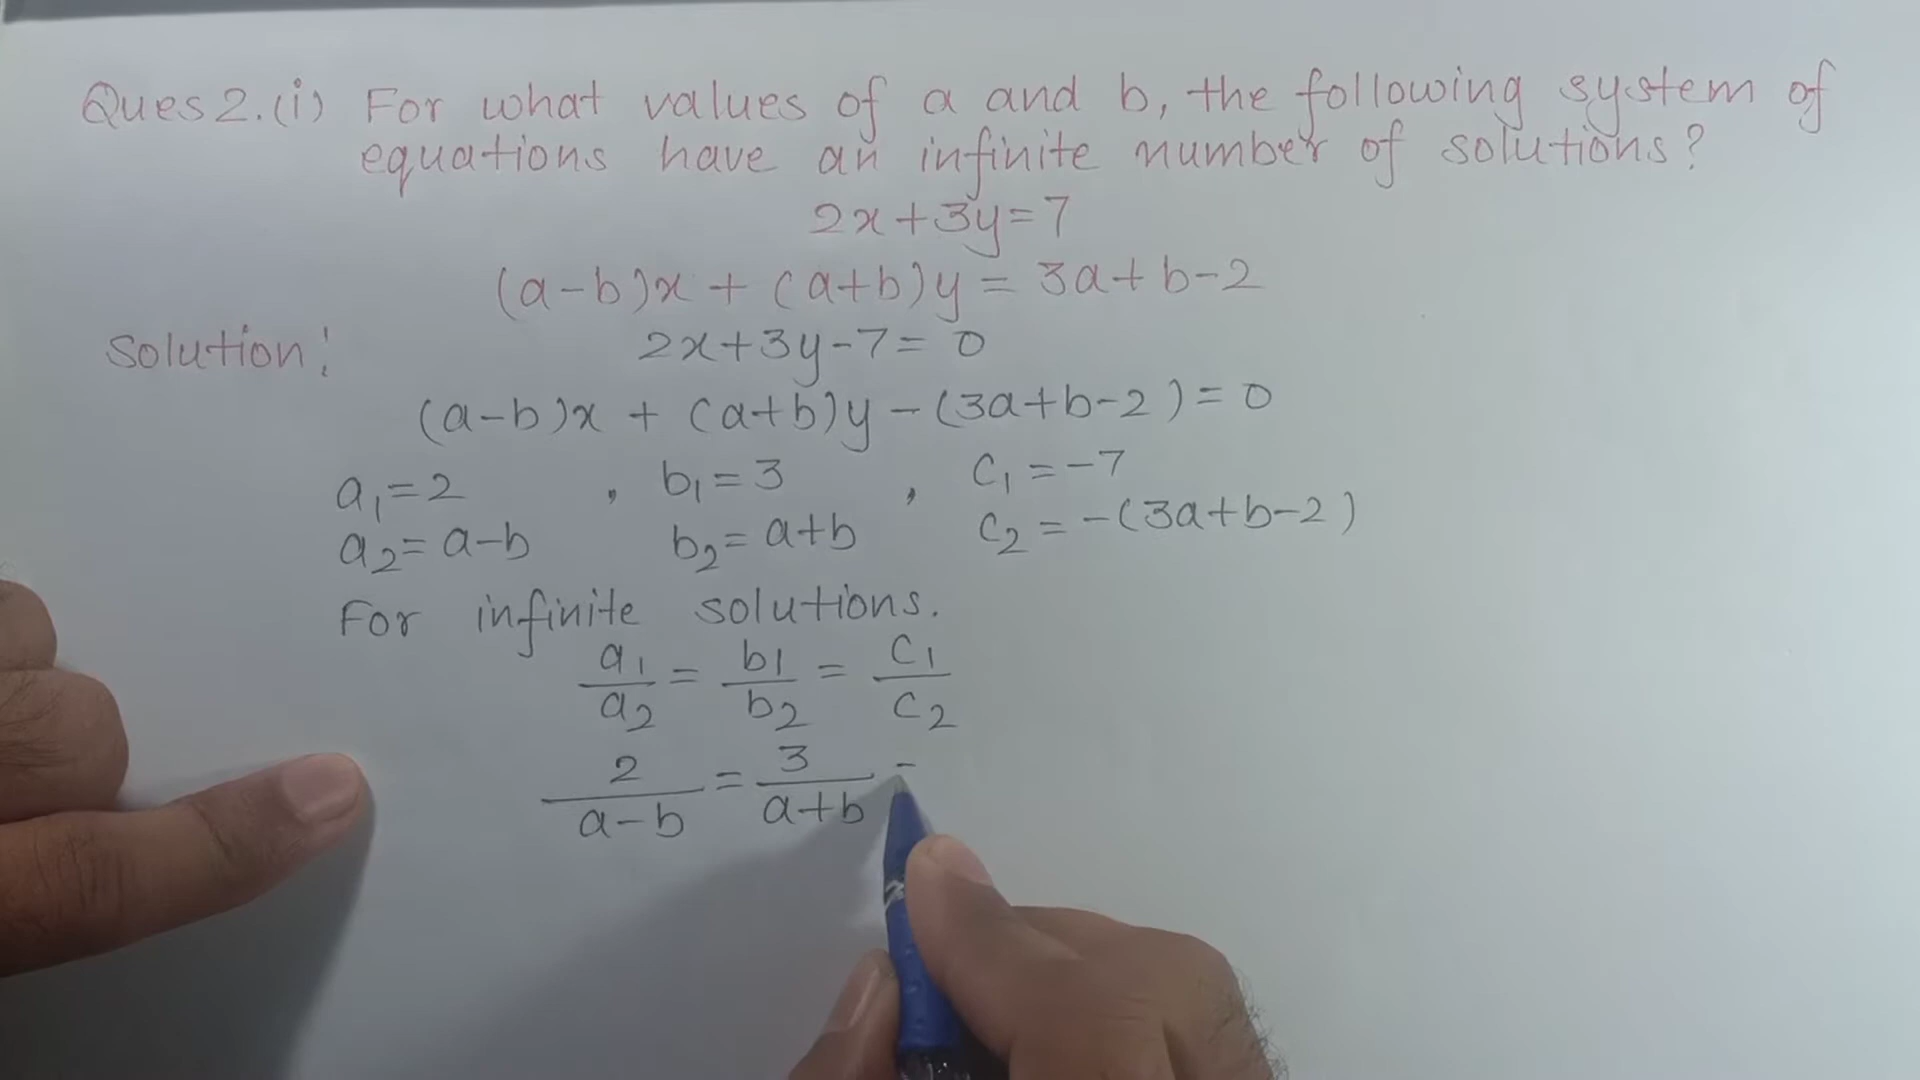 Ques 2. (i) For what values of a and b, the following system of
equations have an infinite number of solutions?
2x+3y=7
(a-b)x + (a+b)y = 3a+b-2
Solution:
2x+3y-7= 0
(a-b)x + (a+b)y -(3a+b-2)=0
a₁=2 , b₁=3 , c₁=-7
a₂= a-b b₂= a+b c₂ = -(3a+b-2)
For infinite solutions.
a₁/a₂ = b₁/b₂ = c₁/c₂
2/(a-b) = 3/(a+b) -